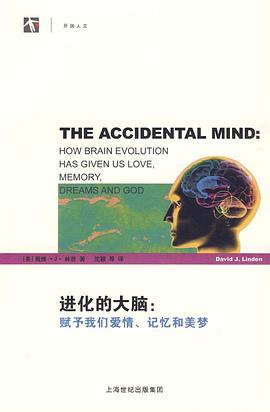 开放人文
THE ACCIDENTAL MIND:
HOW BRAIN EVOLUTION
HAS GIVEN US LOVE,
MEMORY,
DREAMS AND GOD
David J. Linden
[美] 戴维·J·林登 著 沈颖 等 译
进化的大脑:
赋予我们爱情、记忆和美梦
上海世纪出版集团